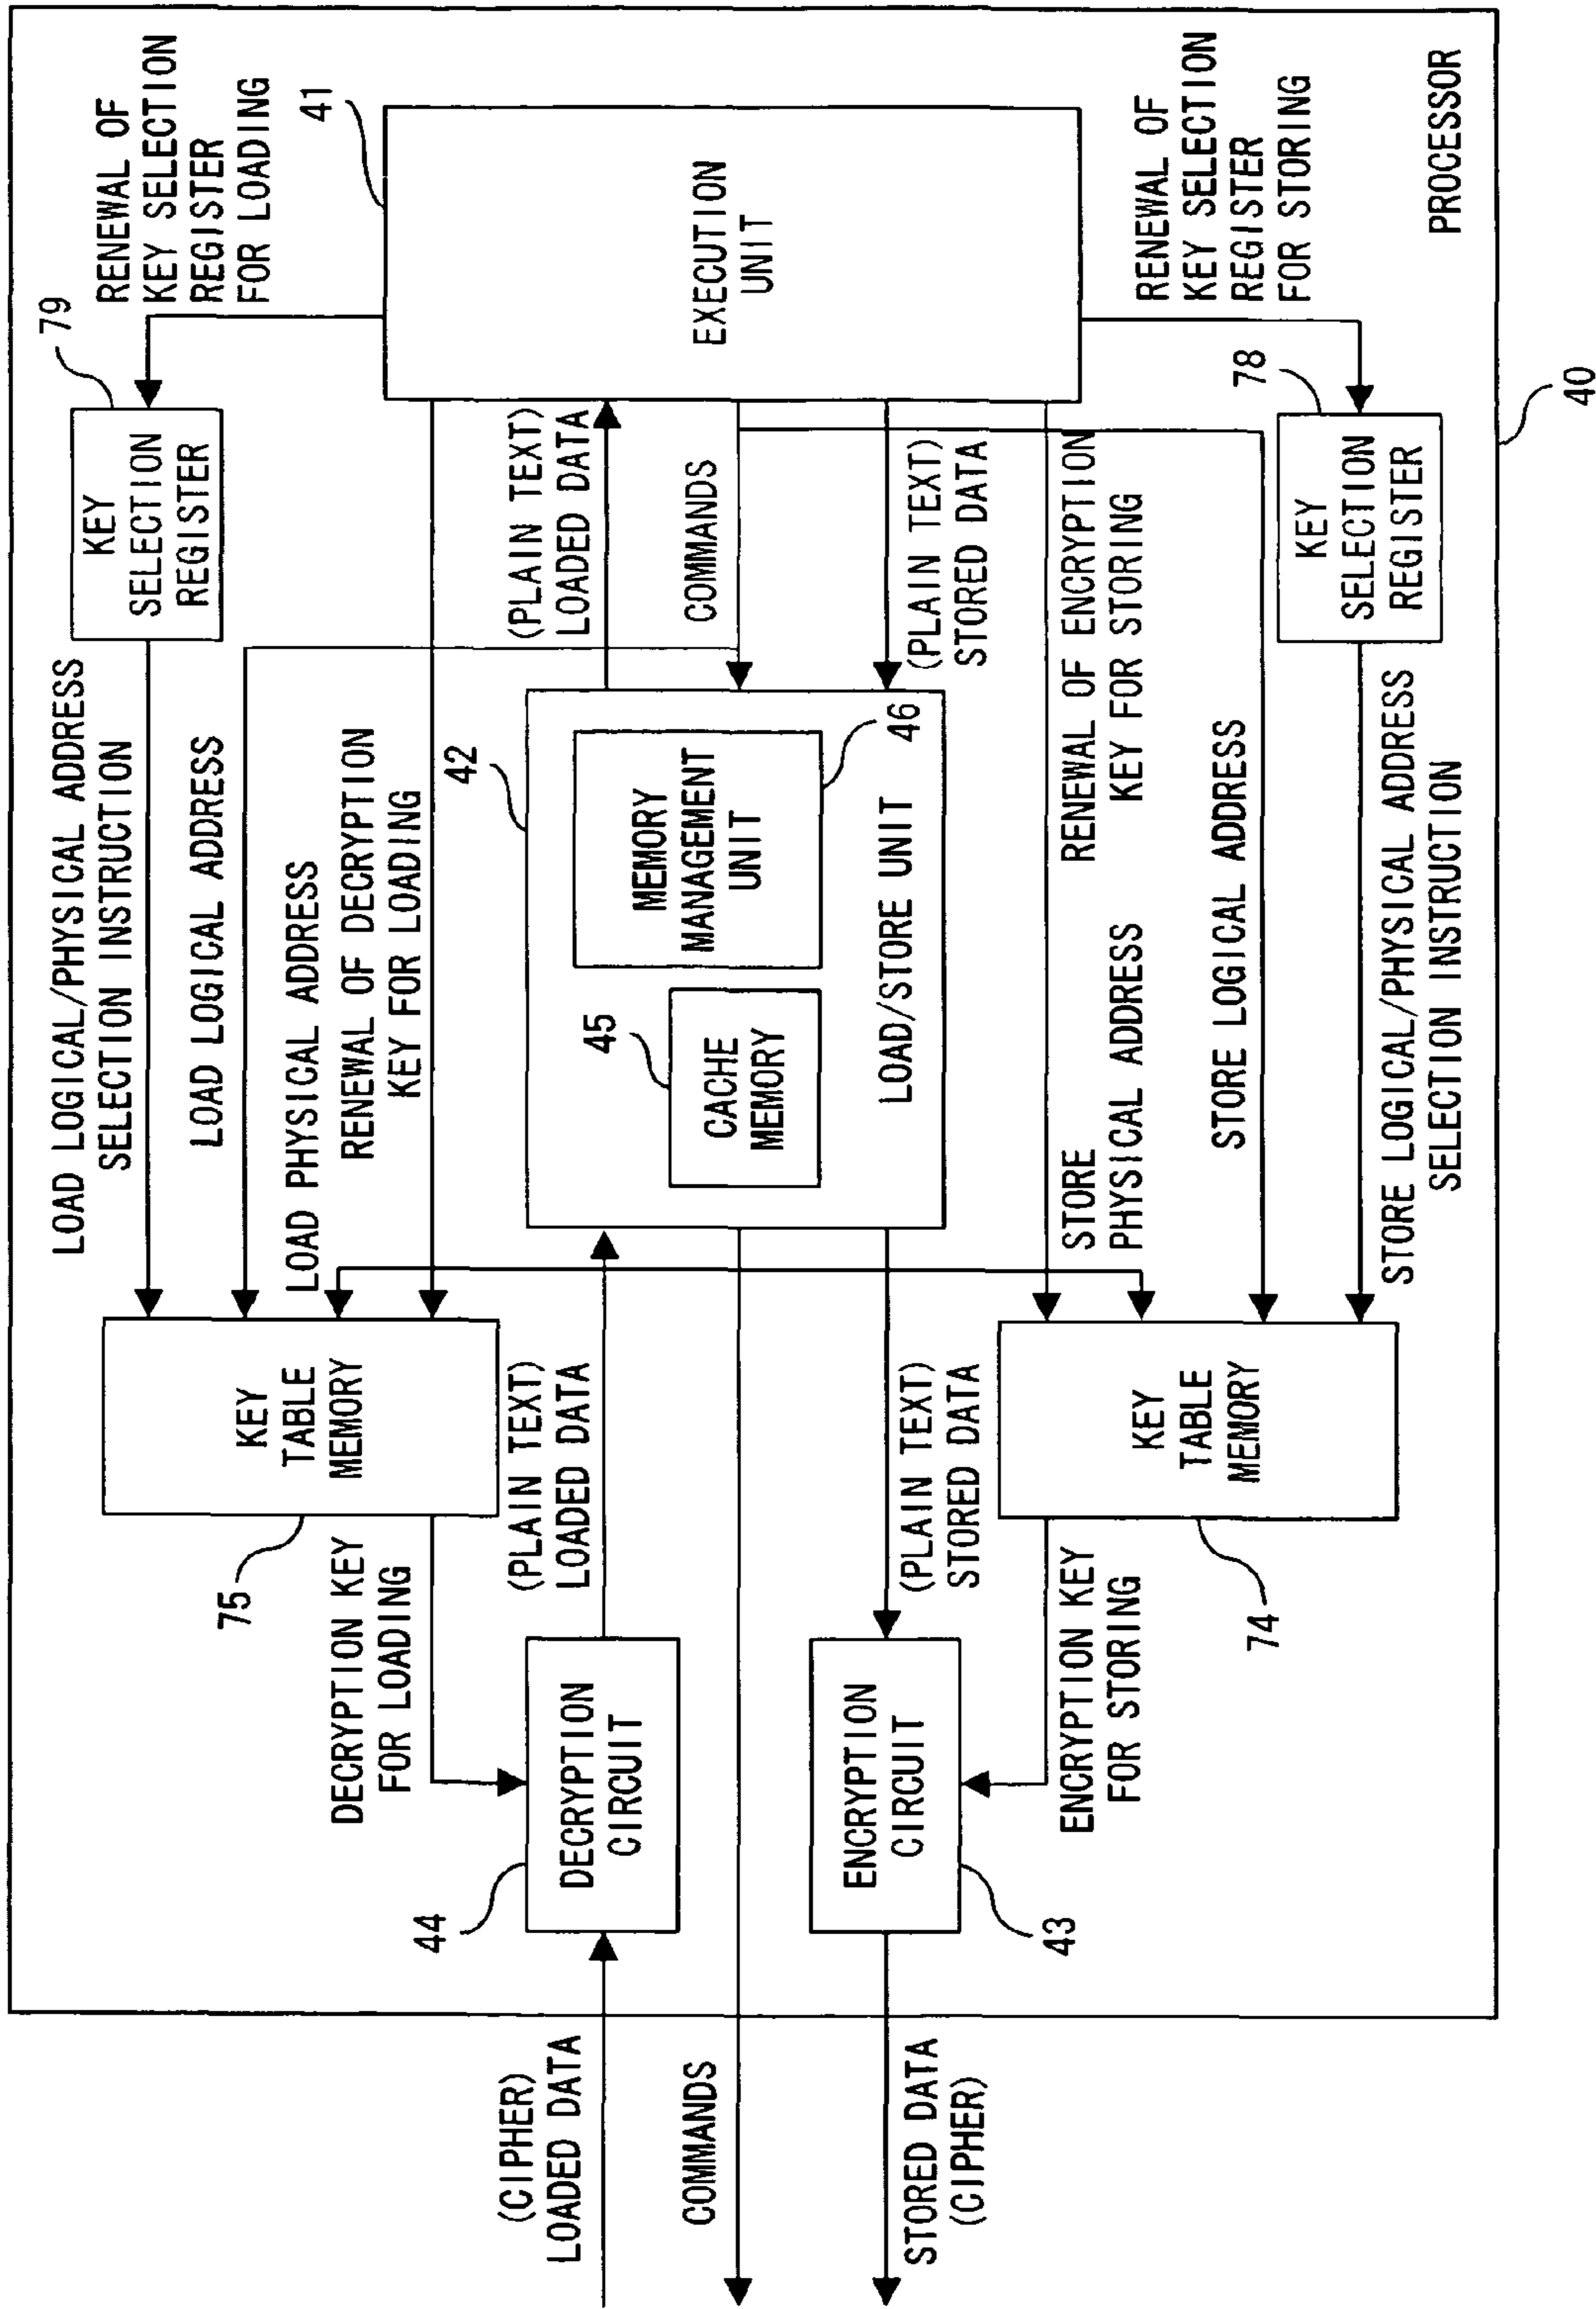 RENEWAL OF
KEY SELECTION
REGISTER
FOR LOADING
41
EXECUTION
UNIT
RENEWAL OF
KEY SELECTION
REGISTER
FOR STORING
PROCESSOR
40
79
KEY
SELECTION
REGISTER
(PLAIN TEXT)
LOADED DATA
COMMANDS
(PLAIN TEXT)
STORED DATA
RENEWAL OF ENCRYPTION
KEY FOR STORING
78
KEY
SELECTION
REGISTER
LOAD LOGICAL/PHYSICAL ADDRESS
SELECTION INSTRUCTION
LOAD LOGICAL ADDRESS
LOAD PHYSICAL ADDRESS
RENEWAL OF DECRYPTION
KEY FOR LOADING
42
MEMORY
MANAGEMENT
UNIT
46
45
CACHE
MEMORY
LOAD/STORE UNIT
STORE
PHYSICAL ADDRESS
STORE LOGICAL ADDRESS
STORE LOGICAL/PHYSICAL ADDRESS
SELECTION INSTRUCTION
KEY
TABLE
MEMORY
75
(PLAIN TEXT)
LOADED DATA
(PLAIN TEXT)
STORED DATA
KEY
TABLE
MEMORY
74
DECRYPTION KEY
FOR LOADING
44
DECRYPTION
CIRCUIT
ENCRYPTION
CIRCUIT
43
ENCRYPTION KEY
FOR STORING
(CIPHER)
LOADED DATA
COMMANDS
STORED DATA
(CIPHER)